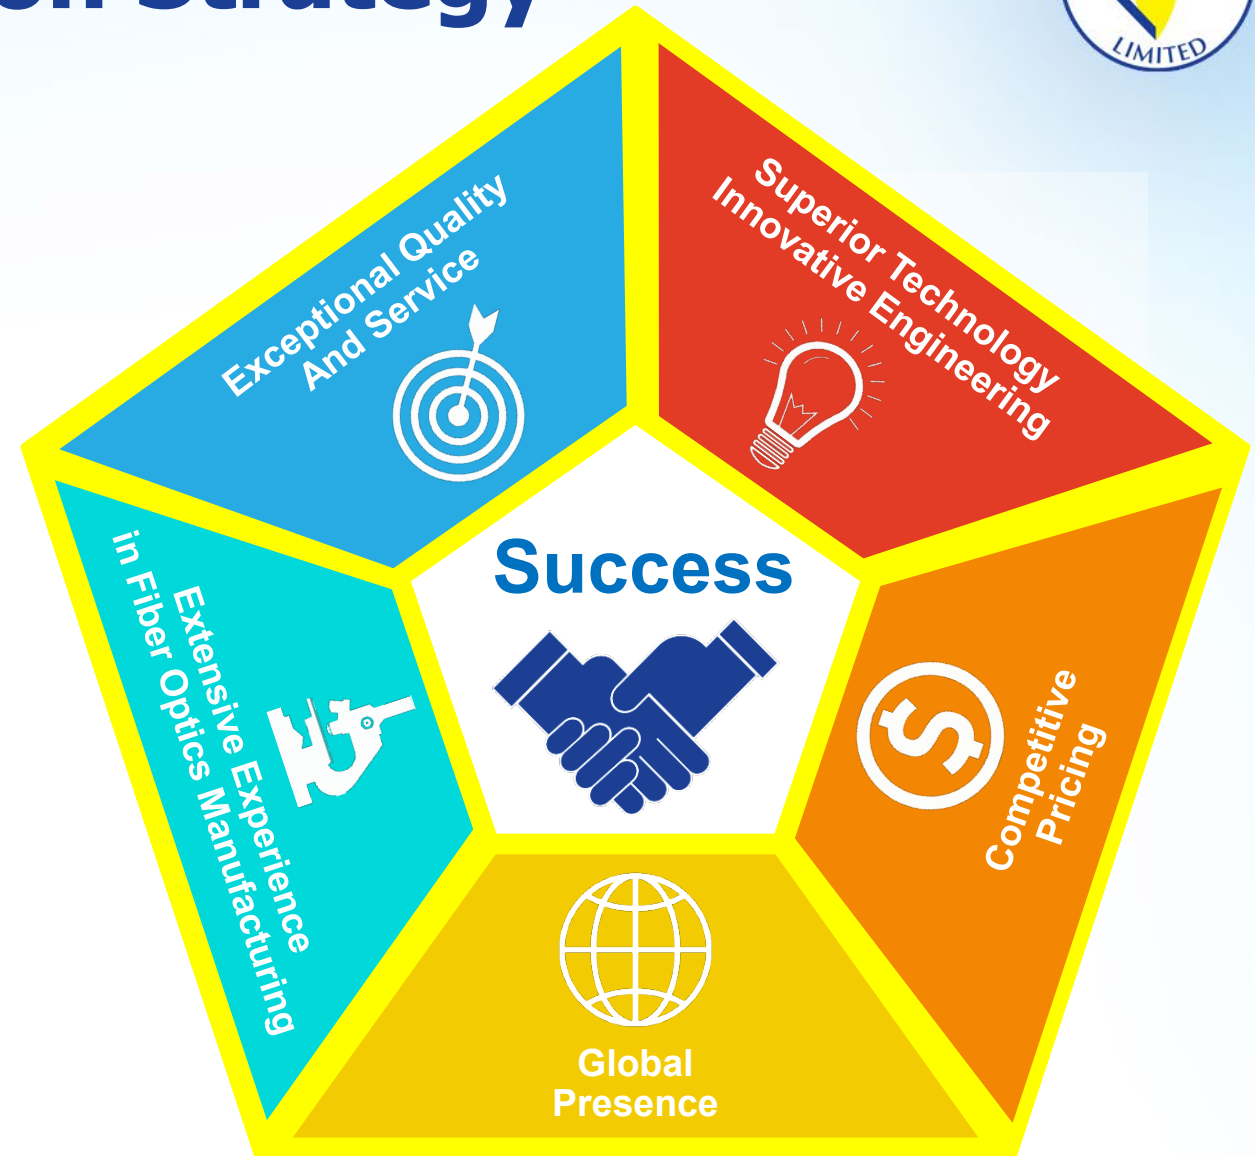 Strategy
LIMITED
Exceptional Quality
And Service
Superior Technology
Innovative Engineering
Extensive Experience
in Fiber Optics Manufacturing
Success
Competitive
Pricing
Global
Presence